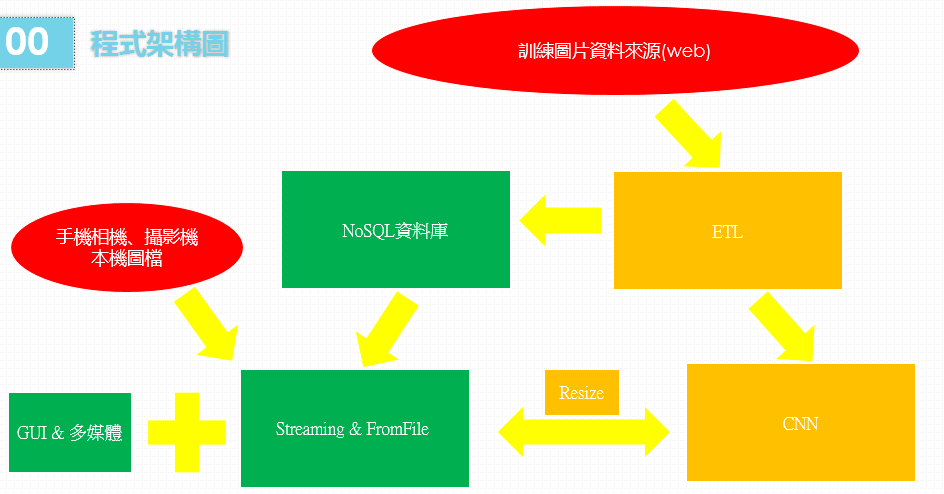 00
程式架構圖
訓練圖片資料來源(web)
NoSQL資料庫
ETL
手機相機、攝影機
本機圖檔
GUI & 多媒體
Streaming & FromFile
Resize
CNN